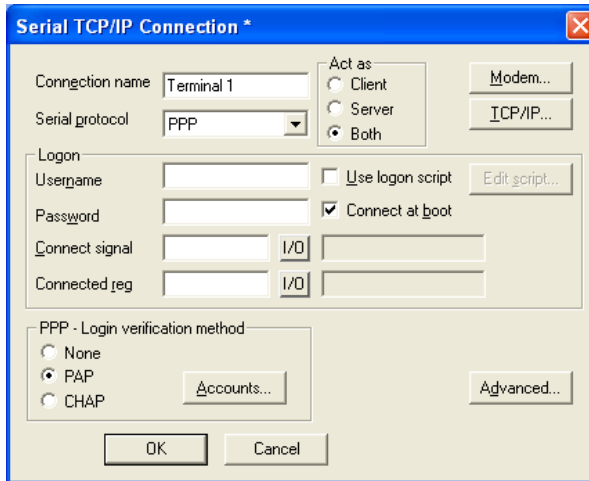 Serial TCP/IP Connection *
Connection name Terminal 1
Serial protocol PPP
Act as
Client
Server
Both
Modem...
TCP/IP...
Logon
Username
Use logon script
Edit script...
Password
Connect at boot
Connect signal I/O
Connected reg I/O
PPP - Login verification method
None
PAP
CHAP
Accounts...
Advanced...
OK
Cancel